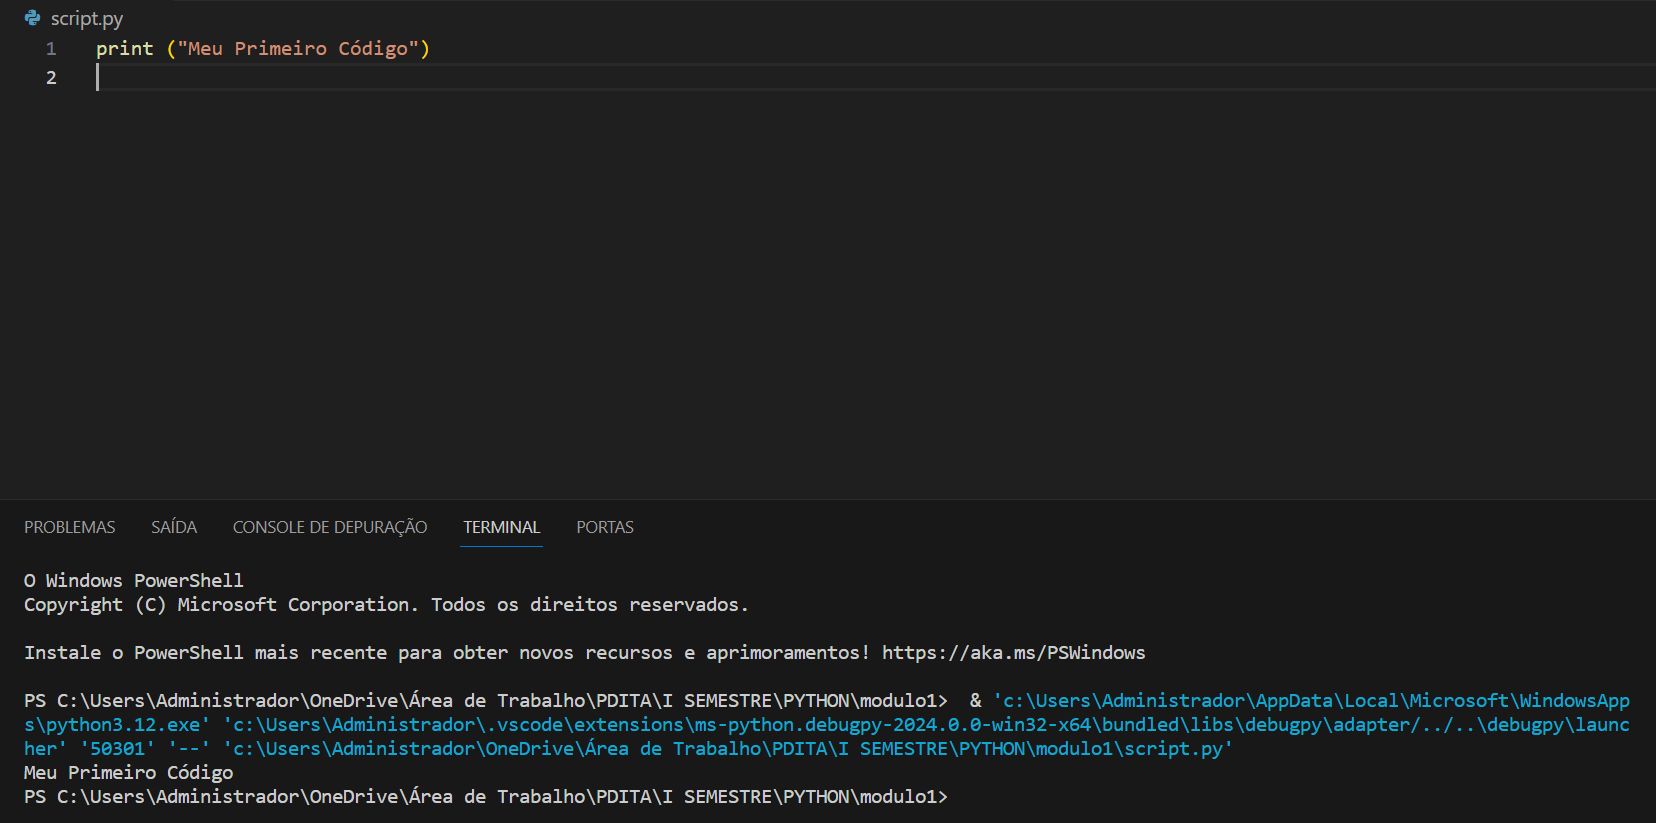 script.py
1 print ("Meu Primeiro Código")
2
PROBLEMAS SAÍDA CONSOLE DE DEPURAÇÃO TERMINAL PORTAS
O Windows PowerShell
Copyright (C) Microsoft Corporation. Todos os direitos reservados.
Instale o PowerShell mais recente para obter novos recursos e aprimoramentos! https://aka.ms/PSWindows
PS C:\Users\Administrador\OneDrive\Área de Trabalho\PDITA\I SEMESTRE\PYTHON\modulo1>  & 'c:\Users\Administrador\AppData\Local\Microsoft\WindowsApp
s\python3.12.exe' 'c:\Users\Administrador\.vscode\extensions\ms-python.debugpy-2024.0.0-win32-x64\bundled\libs\debugpy\adapter/../..\debugpy\launc
her' '50301' '--' 'c:\Users\Administrador\OneDrive\Área de Trabalho\PDITA\I SEMESTRE\PYTHON\modulo1\script.py'
Meu Primeiro Código
PS C:\Users\Administrador\OneDrive\Área de Trabalho\PDITA\I SEMESTRE\PYTHON\modulo1>